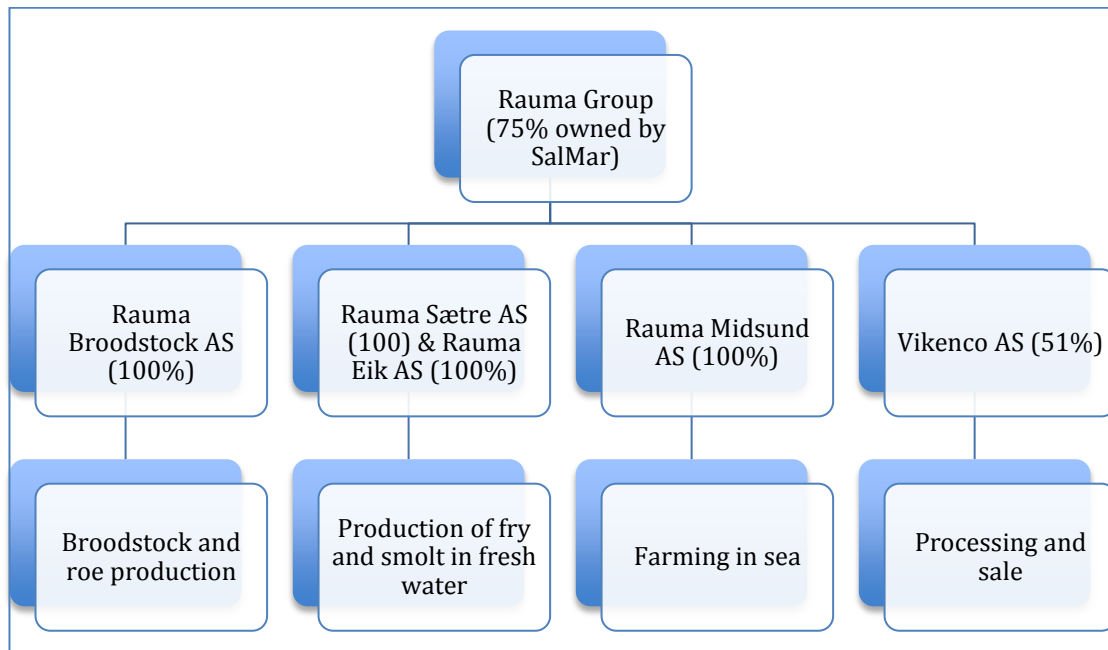 Rauma Group
(75% owned by
SalMar)
Rauma
Broodstock AS
(100%)
Rauma Sætre AS
(100) & Rauma
Eik AS (100%)
Rauma Midsund
AS (100%)
Vikenco AS (51%)
Broodstock and
roe production
Production of fry
and smolt in fresh
water
Farming in sea
Processing and
sale